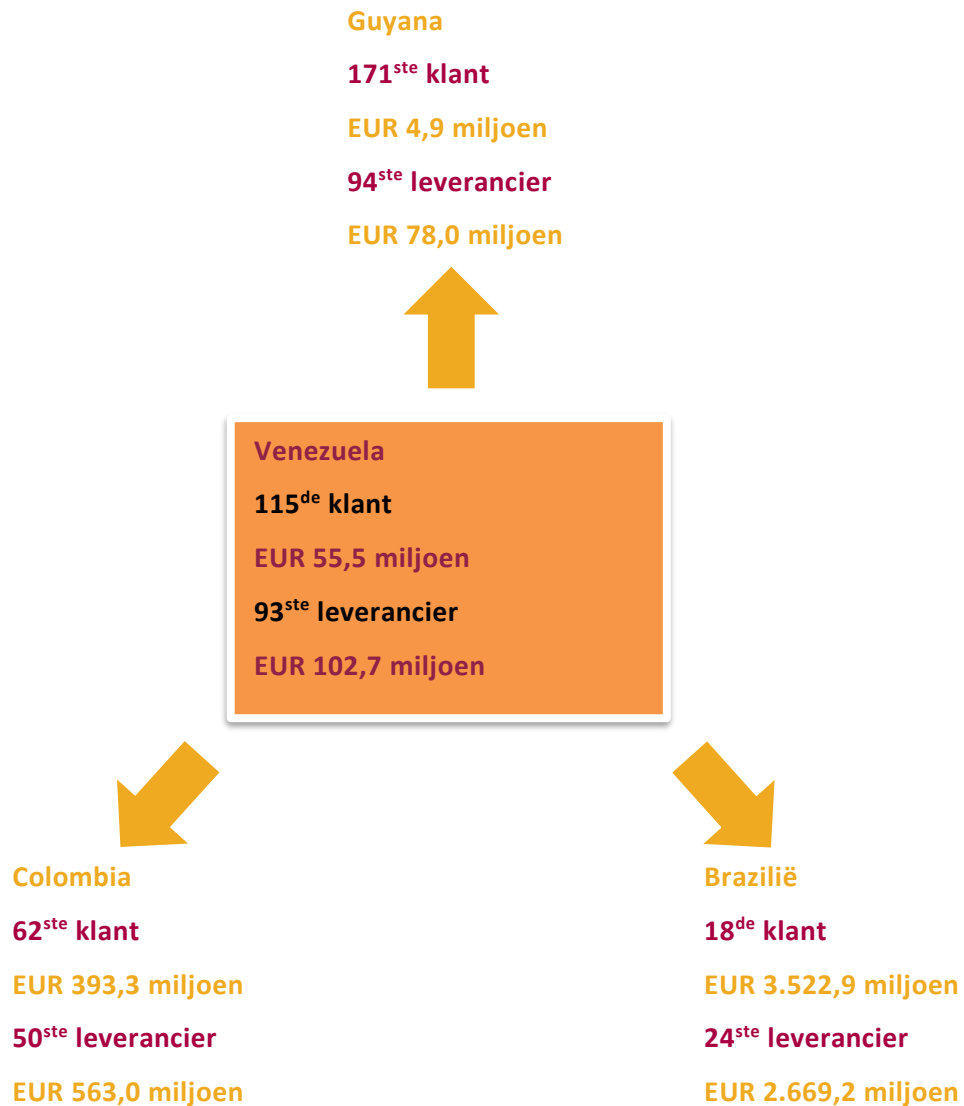 Guyana
171ste klant
EUR 4,9 miljoen
94ste leverancier
EUR 78,0 miljoen
Venezuela
115de klant
EUR 55,5 miljoen
93ste leverancier
EUR 102,7 miljoen
Colombia
62ste klant
EUR 393,3 miljoen
50ste leverancier
EUR 563,0 miljoen
Brazilië
18de klant
EUR 3.522,9 miljoen
24ste leverancier
EUR 2.669,2 miljoen